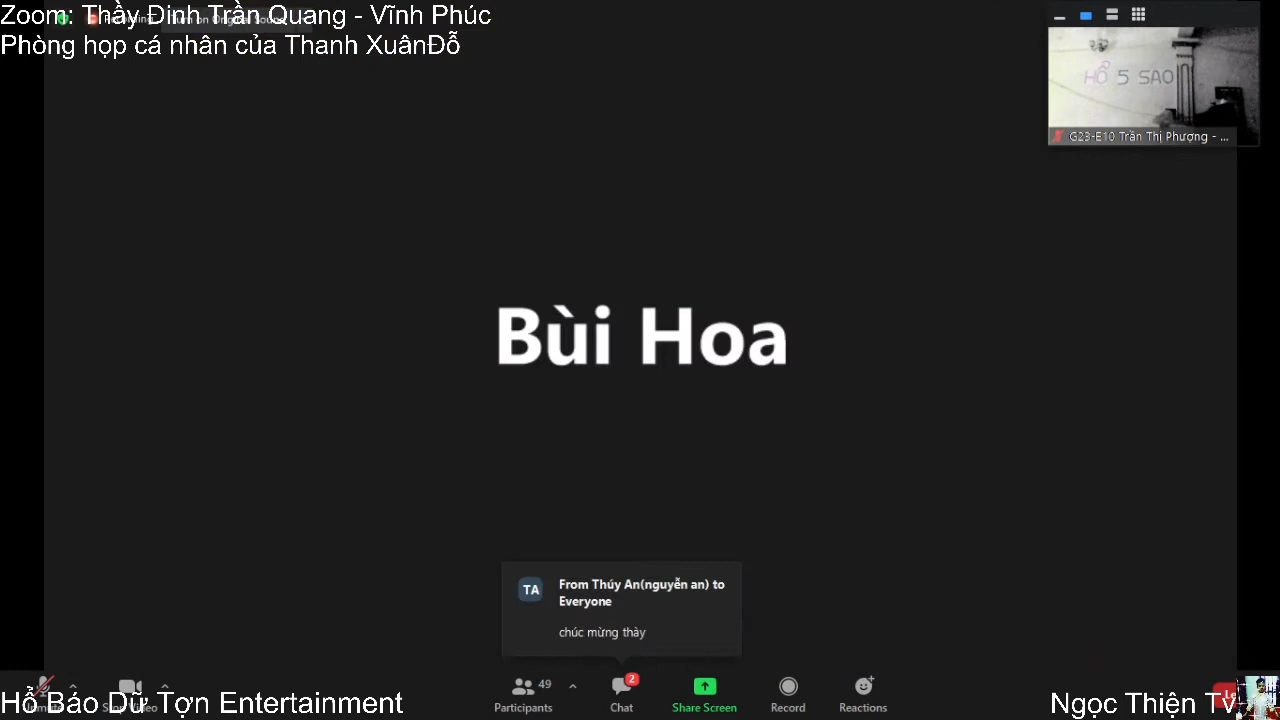 Zoom: Thầy Đinh Trần Quang - Vĩnh Phúc
Phòng họp cá nhân của Thanh XuânĐỗ
HỔ 5 SAO
G23-E10 Trần Thị Phượng - ...
Bùi Hoa
TA
From Thúy An(nguyễn an) to
Everyone
chúc mừng thày
49
2
Participants
Chat
Share Screen
Record
Reactions
Hổ Báo Dữ Tợn Entertainment
Ngọc Thiện Tv